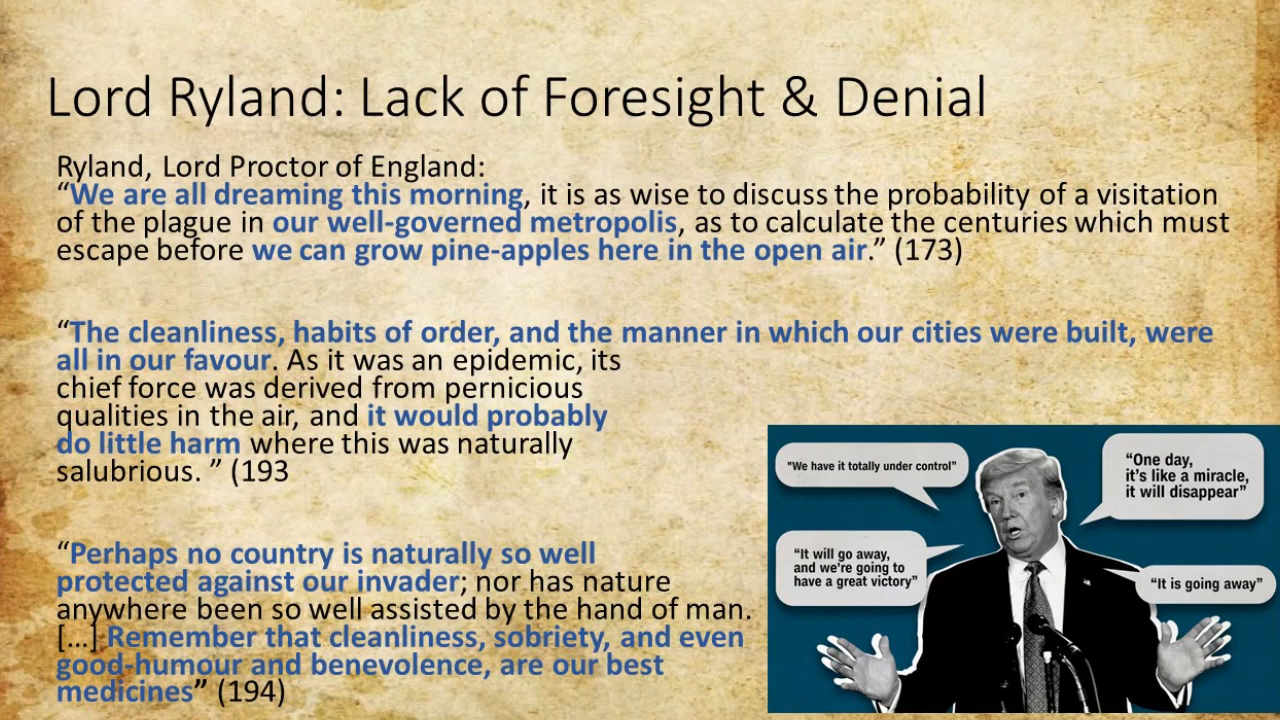 Lord Ryland: Lack of Foresight & Denial
Ryland, Lord Proctor of England:
“We are all dreaming this morning, it is as wise to discuss the probability of a visitation
of the plague in our well-governed metropolis, as to calculate the centuries which must
escape before we can grow pine-apples here in the open air.” (173)
“The cleanliness, habits of order, and the manner in which our cities were built, were
all in our favour. As it was an epidemic, its
chief force was derived from pernicious
qualities in the air, and it would probably
do little harm where this was naturally
salubrious. ” (193
“Perhaps no country is naturally so well
protected against our invader; nor has nature
anywhere been so well assisted by the hand of man.
[…] Remember that cleanliness, sobriety, and even
good-humour and benevolence, are our best
medicines” (194)
"We have it totally under control”
“One day,
it’s like a miracle,
it will disappear”
“It will go away,
and we’re going to
have a great victory”
“It is going away”